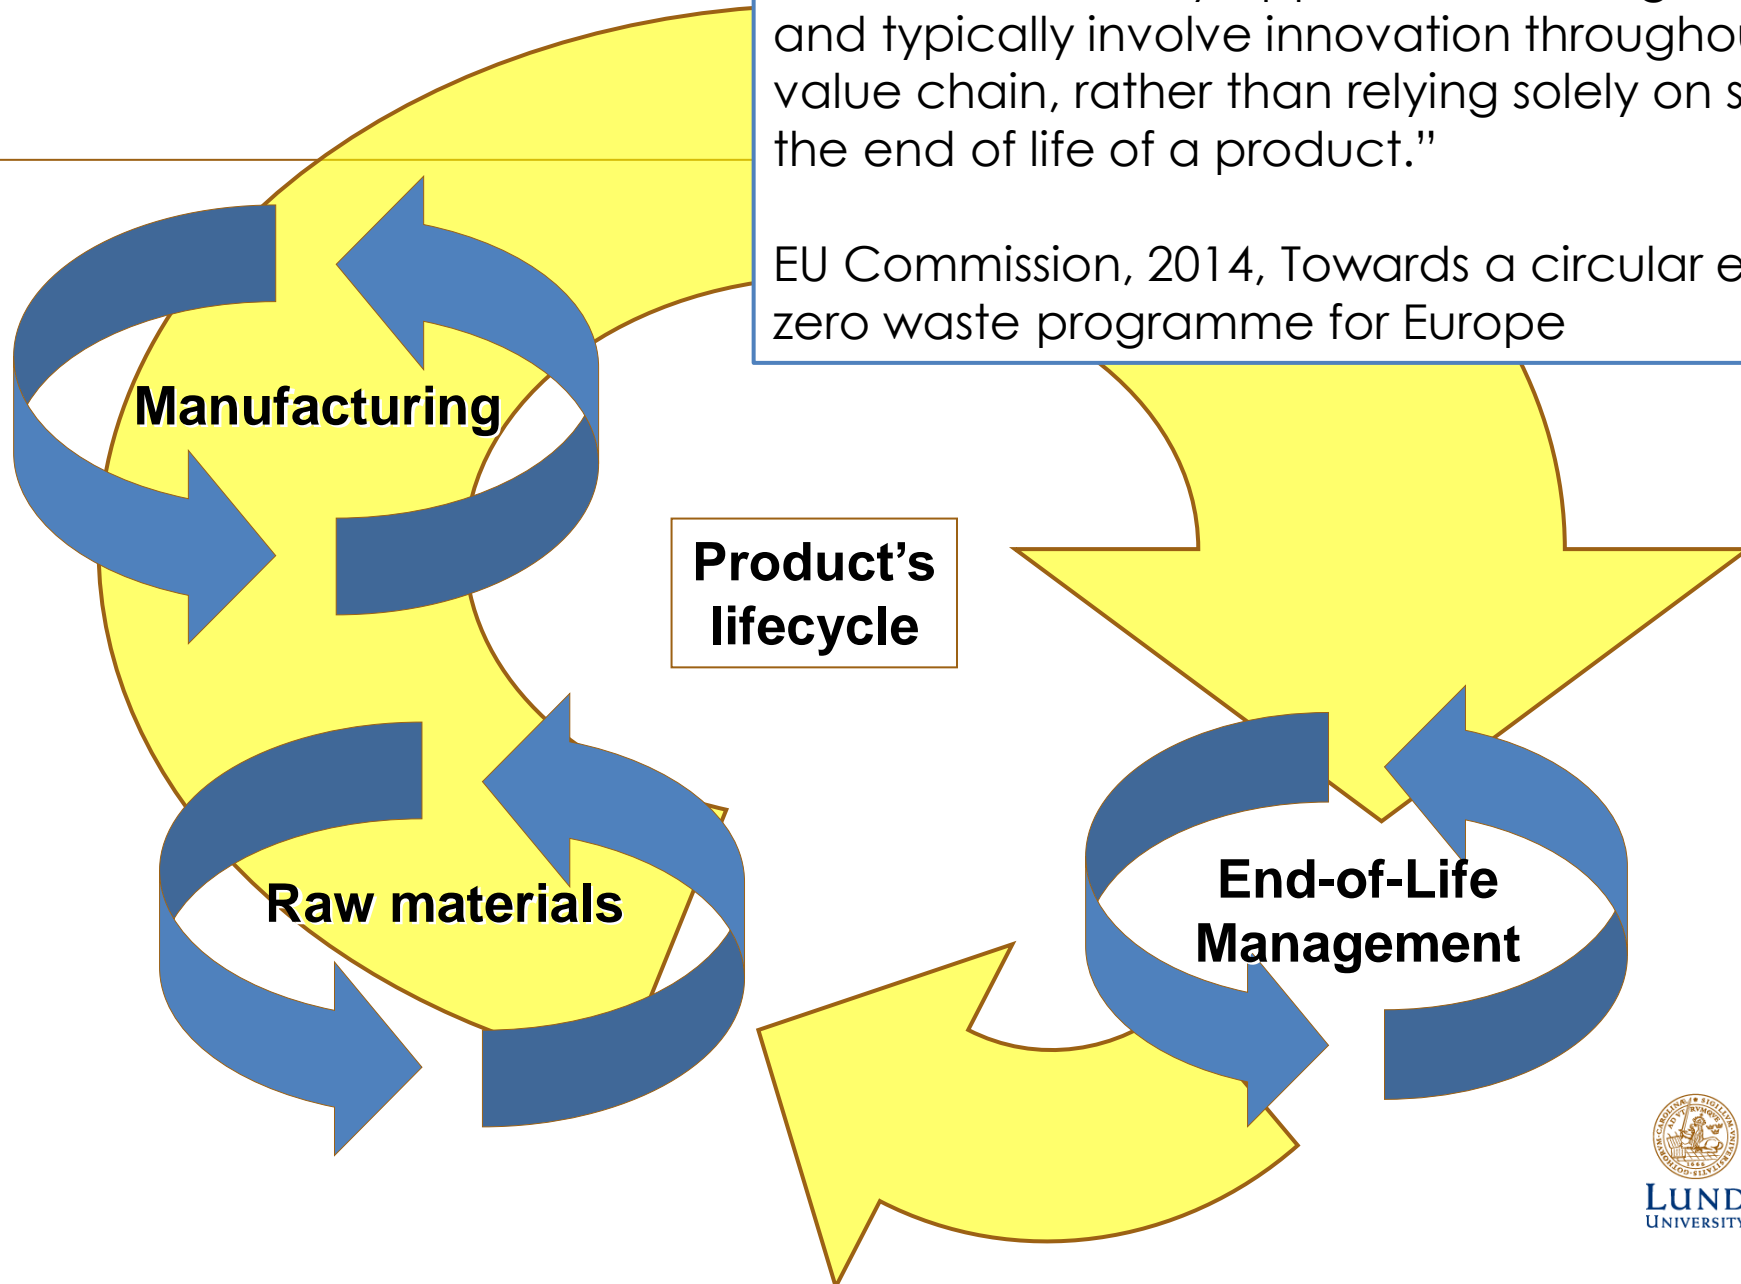 and typically involve innovation throughou
value chain, rather than relying solely on s
the end of life of a product.”
EU Commission, 2014, Towards a circular e
zero waste programme for Europe
Manufacturing
Product’s
lifecycle
Raw materials
End-of-Life
Management
LUND
UNIVERSITY